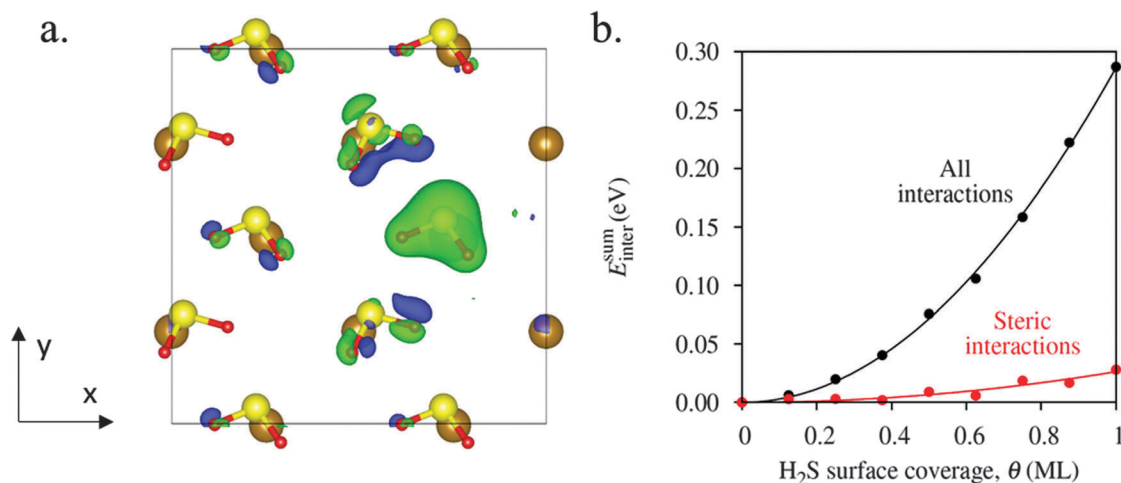 a.
y
x
b.
0.30
0.25
0.20
0.15
0.10
0.05
0.00
E_inter^sum (eV)
All
interactions
Steric
interactions
0 0.2 0.4 0.6 0.8 1
H₂S surface coverage, θ (ML)